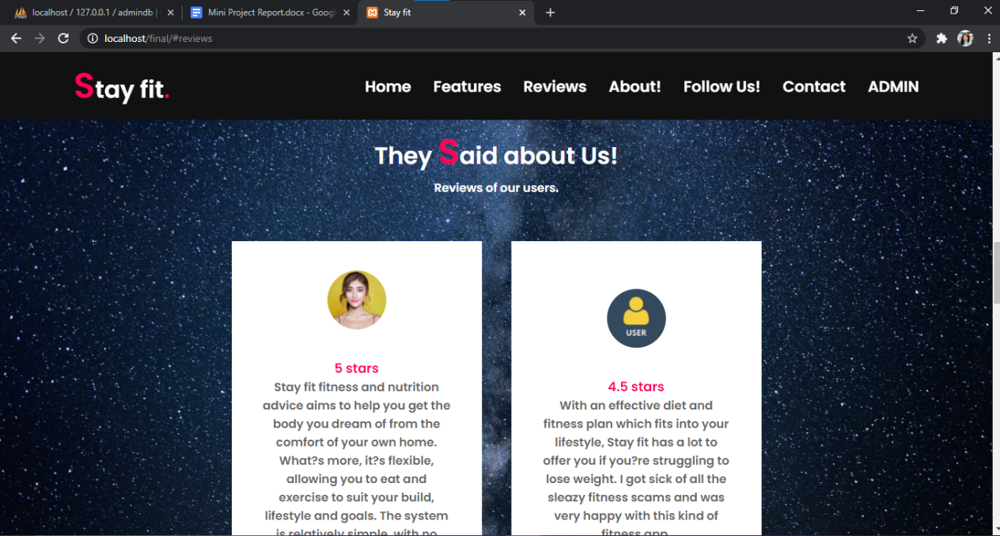 localhost / 127.0.0.1 / admindb |
Mini Project Report.docx - Googl
Stay fit
localhost/final/#reviews
Stay fit.
Home Features Reviews About! Follow Us! Contact ADMIN
They Said about Us!
Reviews of our users.
5 stars
Stay fit fitness and nutrition
advice aims to help you get the
body you dream of from the
comfort of your own home.
What?s more, it?s flexible,
allowing you to eat and
exercise to suit your build,
lifestyle and goals. The system
is relatively simple, with no
USER
4.5 stars
With an effective diet and
fitness plan which fits into your
lifestyle, Stay fit has a lot to
offer you if you?re struggling to
lose weight. I got sick of all the
sleazy fitness scams and was
very happy with this kind of
fitness app.